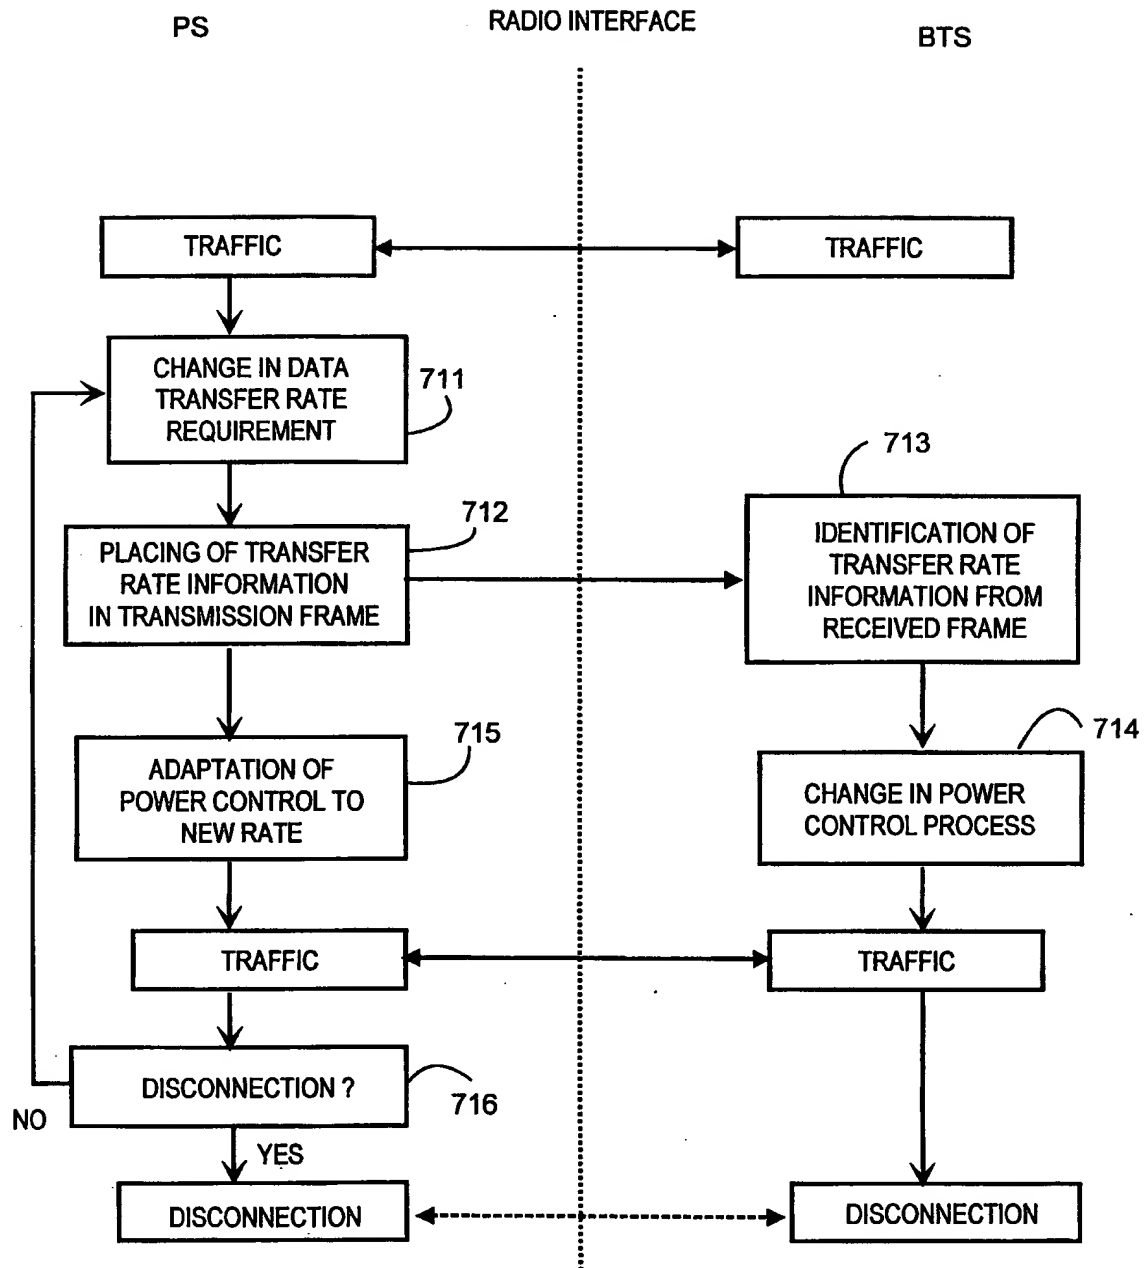 PS
RADIO INTERFACE
BTS
TRAFFIC
TRAFFIC
CHANGE IN DATA
TRANSFER RATE
REQUIREMENT
711
713
712
PLACING OF TRANSFER
RATE INFORMATION
IN TRANSMISSION FRAME
IDENTIFICATION OF
TRANSFER RATE
INFORMATION FROM
RECEIVED FRAME
715
714
ADAPTATION OF
POWER CONTROL TO
NEW RATE
CHANGE IN POWER
CONTROL PROCESS
TRAFFIC
TRAFFIC
DISCONNECTION ?
716
NO
YES
DISCONNECTION
DISCONNECTION